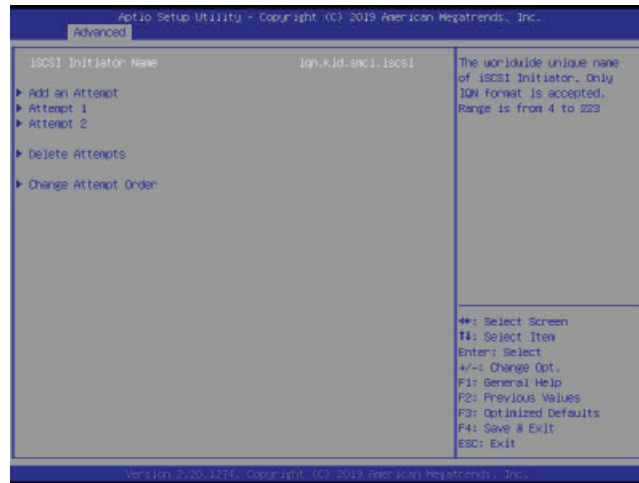 Aptio Setup Utility - Copyright (C) 2019 American Megatrends, Inc.
Advanced
iSCSI Initiator Name iqn.kid.smci.iscsi
Add an Attempt
Attempt 1
Attempt 2
Delete Attempts
Change Attempt Order
The worldwide unique name
of iSCSI Initiator. Only
IQN format is accepted.
Range is from 4 to 223
: Select Screen
: Select Item
Enter: Select
+/-: Change Opt.
F1: General Help
F2: Previous Values
F3: Optimized Defaults
F4: Save & Exit
ESC: Exit
Version 2.20.1274. Copyright (C) 2019 American Megatrends, Inc.